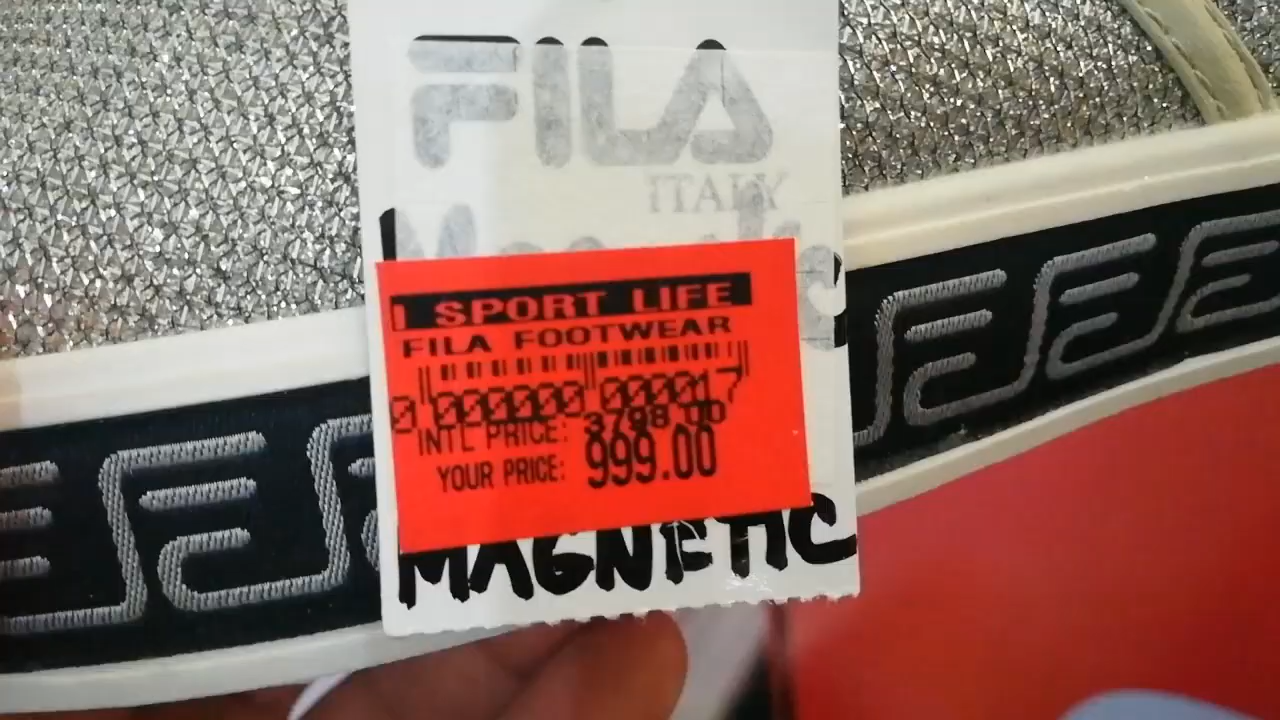 FILA
ITALY
I SPORT LIFE
FILA FOOTWEAR
0 000000 000017
INTL PRICE: 3798.00
YOUR PRICE: 999.00
MAGNETIC